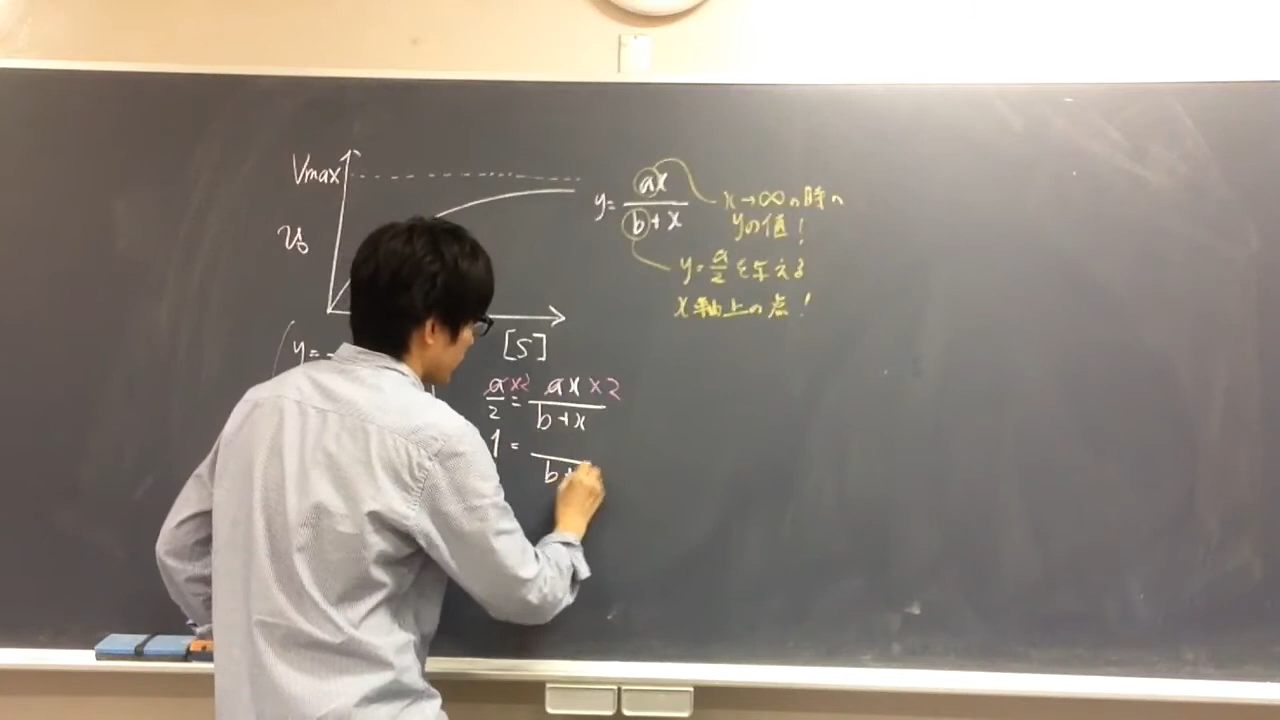 Vmax
v₀
[S]
y = ax / (b + x)
x→∞の時の
yの値!
y = a/2 を与える
x軸上の点!
y =
a×2 / 2 = ax×2 / (b + x)
1 =
b +